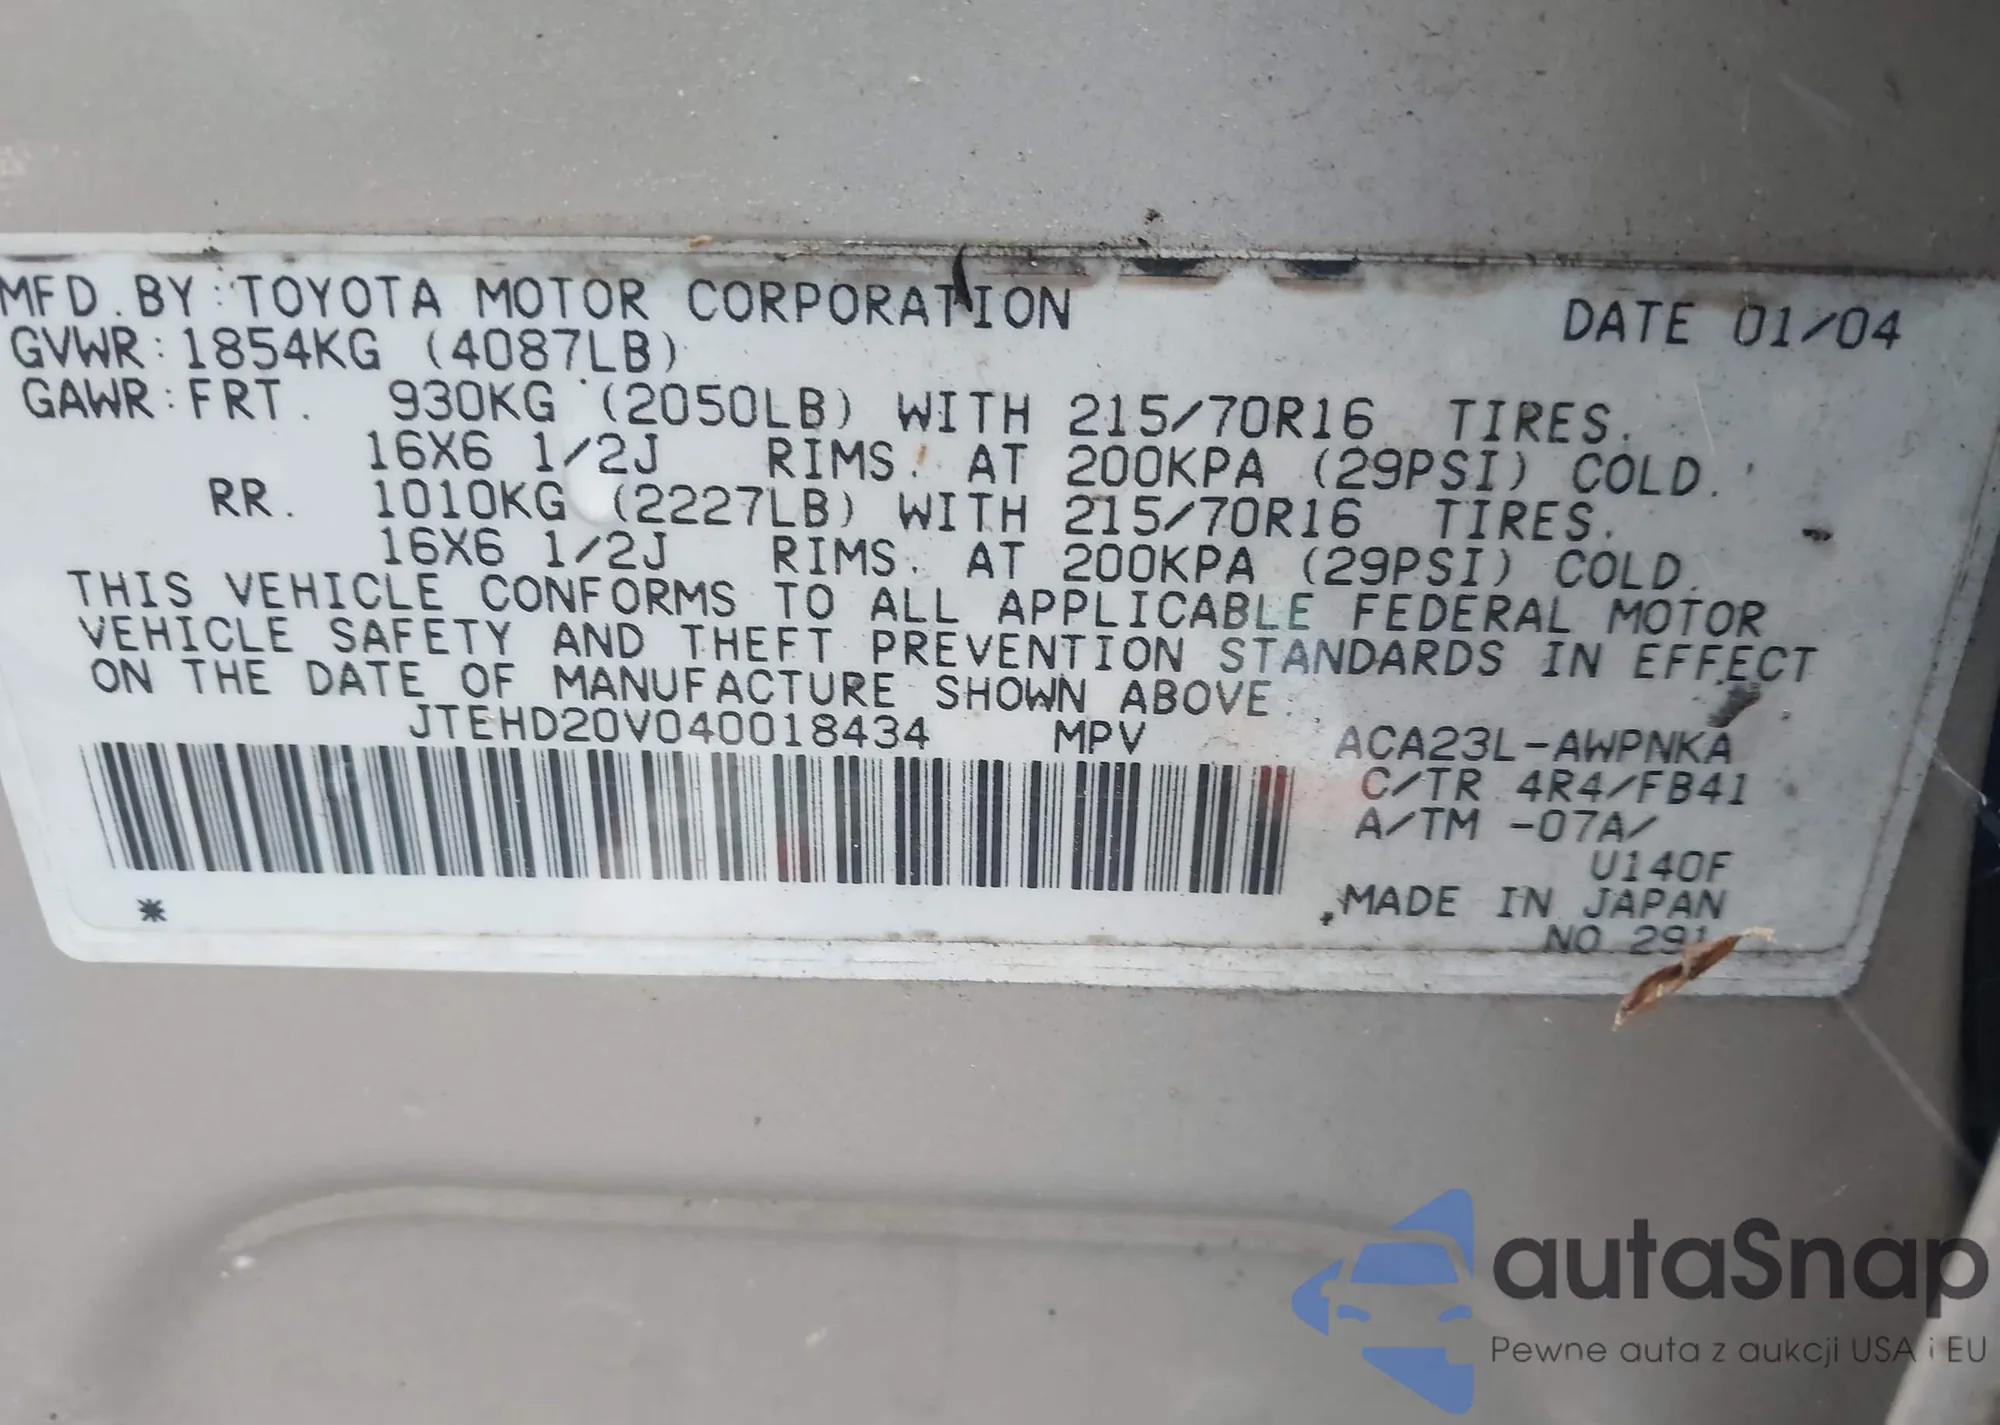 MFD. BY: TOYOTA MOTOR CORPORATION DATE 01/04
GVWR: 1854KG (4087LB)
GAWR: FRT. 930KG (2050LB) WITH 215/70R16 TIRES.
16X6 1/2J RIMS. AT 200KPA (29PSI) COLD.
RR. 1010KG (2227LB) WITH 215/70R16 TIRES.
16X6 1/2J RIMS. AT 200KPA (29PSI) COLD.
THIS VEHICLE CONFORMS TO ALL APPLICABLE FEDERAL MOTOR
VEHICLE SAFETY AND THEFT PREVENTION STANDARDS IN EFFECT
ON THE DATE OF MANUFACTURE SHOWN ABOVE.
JTEHD20V040018434 MPV ACA23L-AWPNKA
C/TR 4R4/FB41
A/TM -07A/
U140F
*
MADE IN JAPAN
NO 291
autaSnap
Pewne auta z aukcji USA i EU